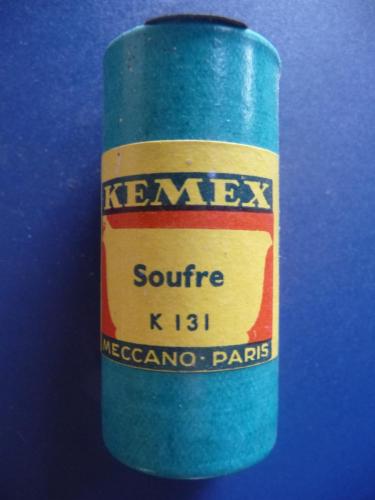 KEMEX
Soufre
K 131
MECCANO · PARIS